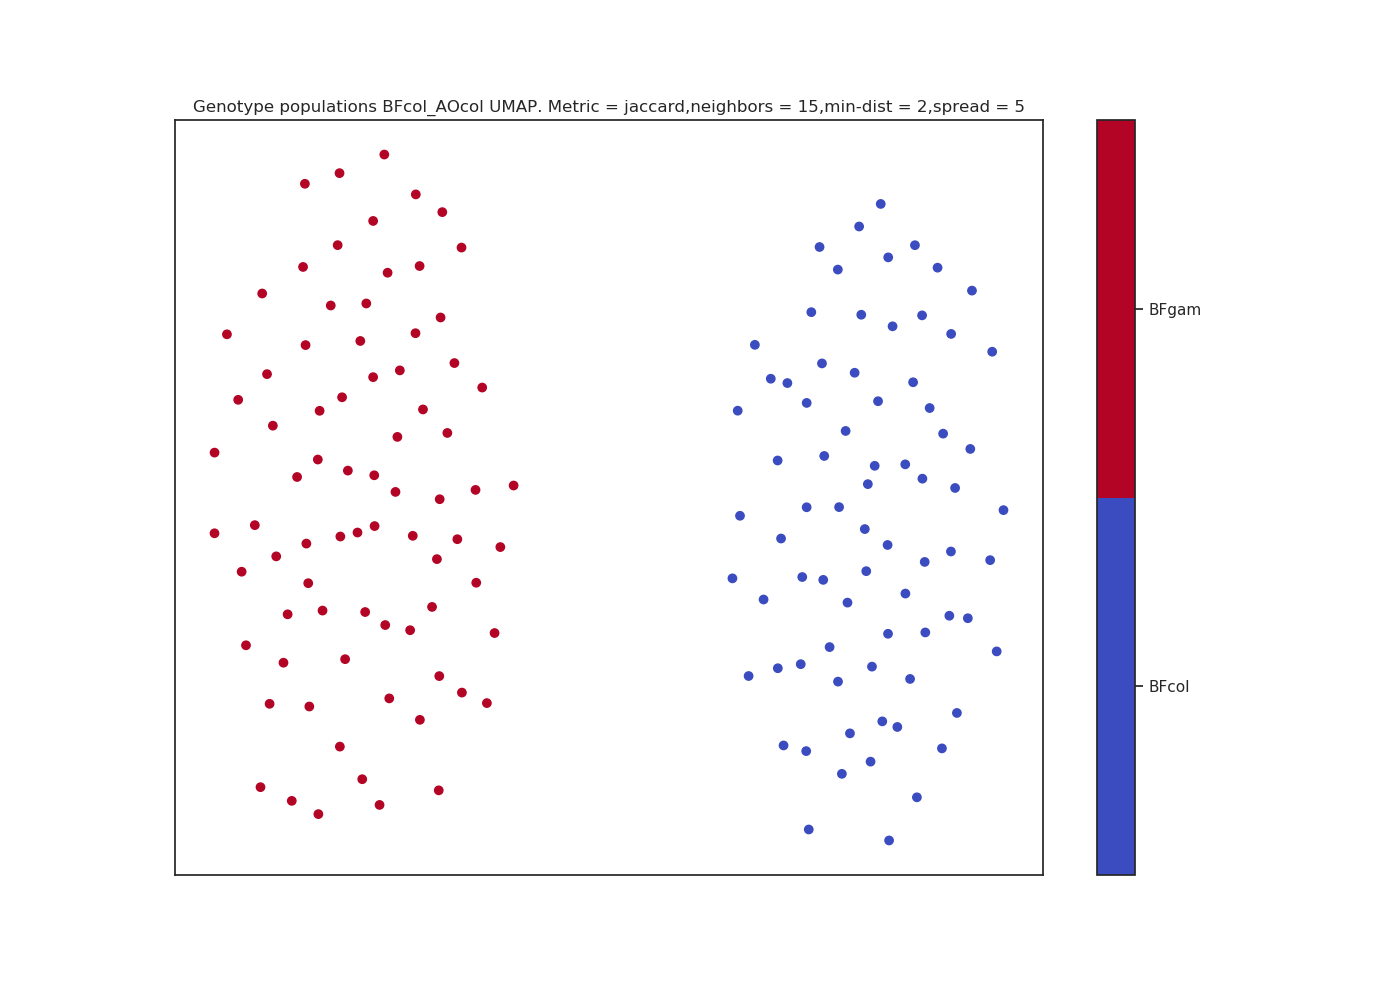 Genotype populations BFcol_AOcol UMAP. Metric = jaccard,neighbors = 15,min-dist = 2,spread = 5
BFgam
BFcol